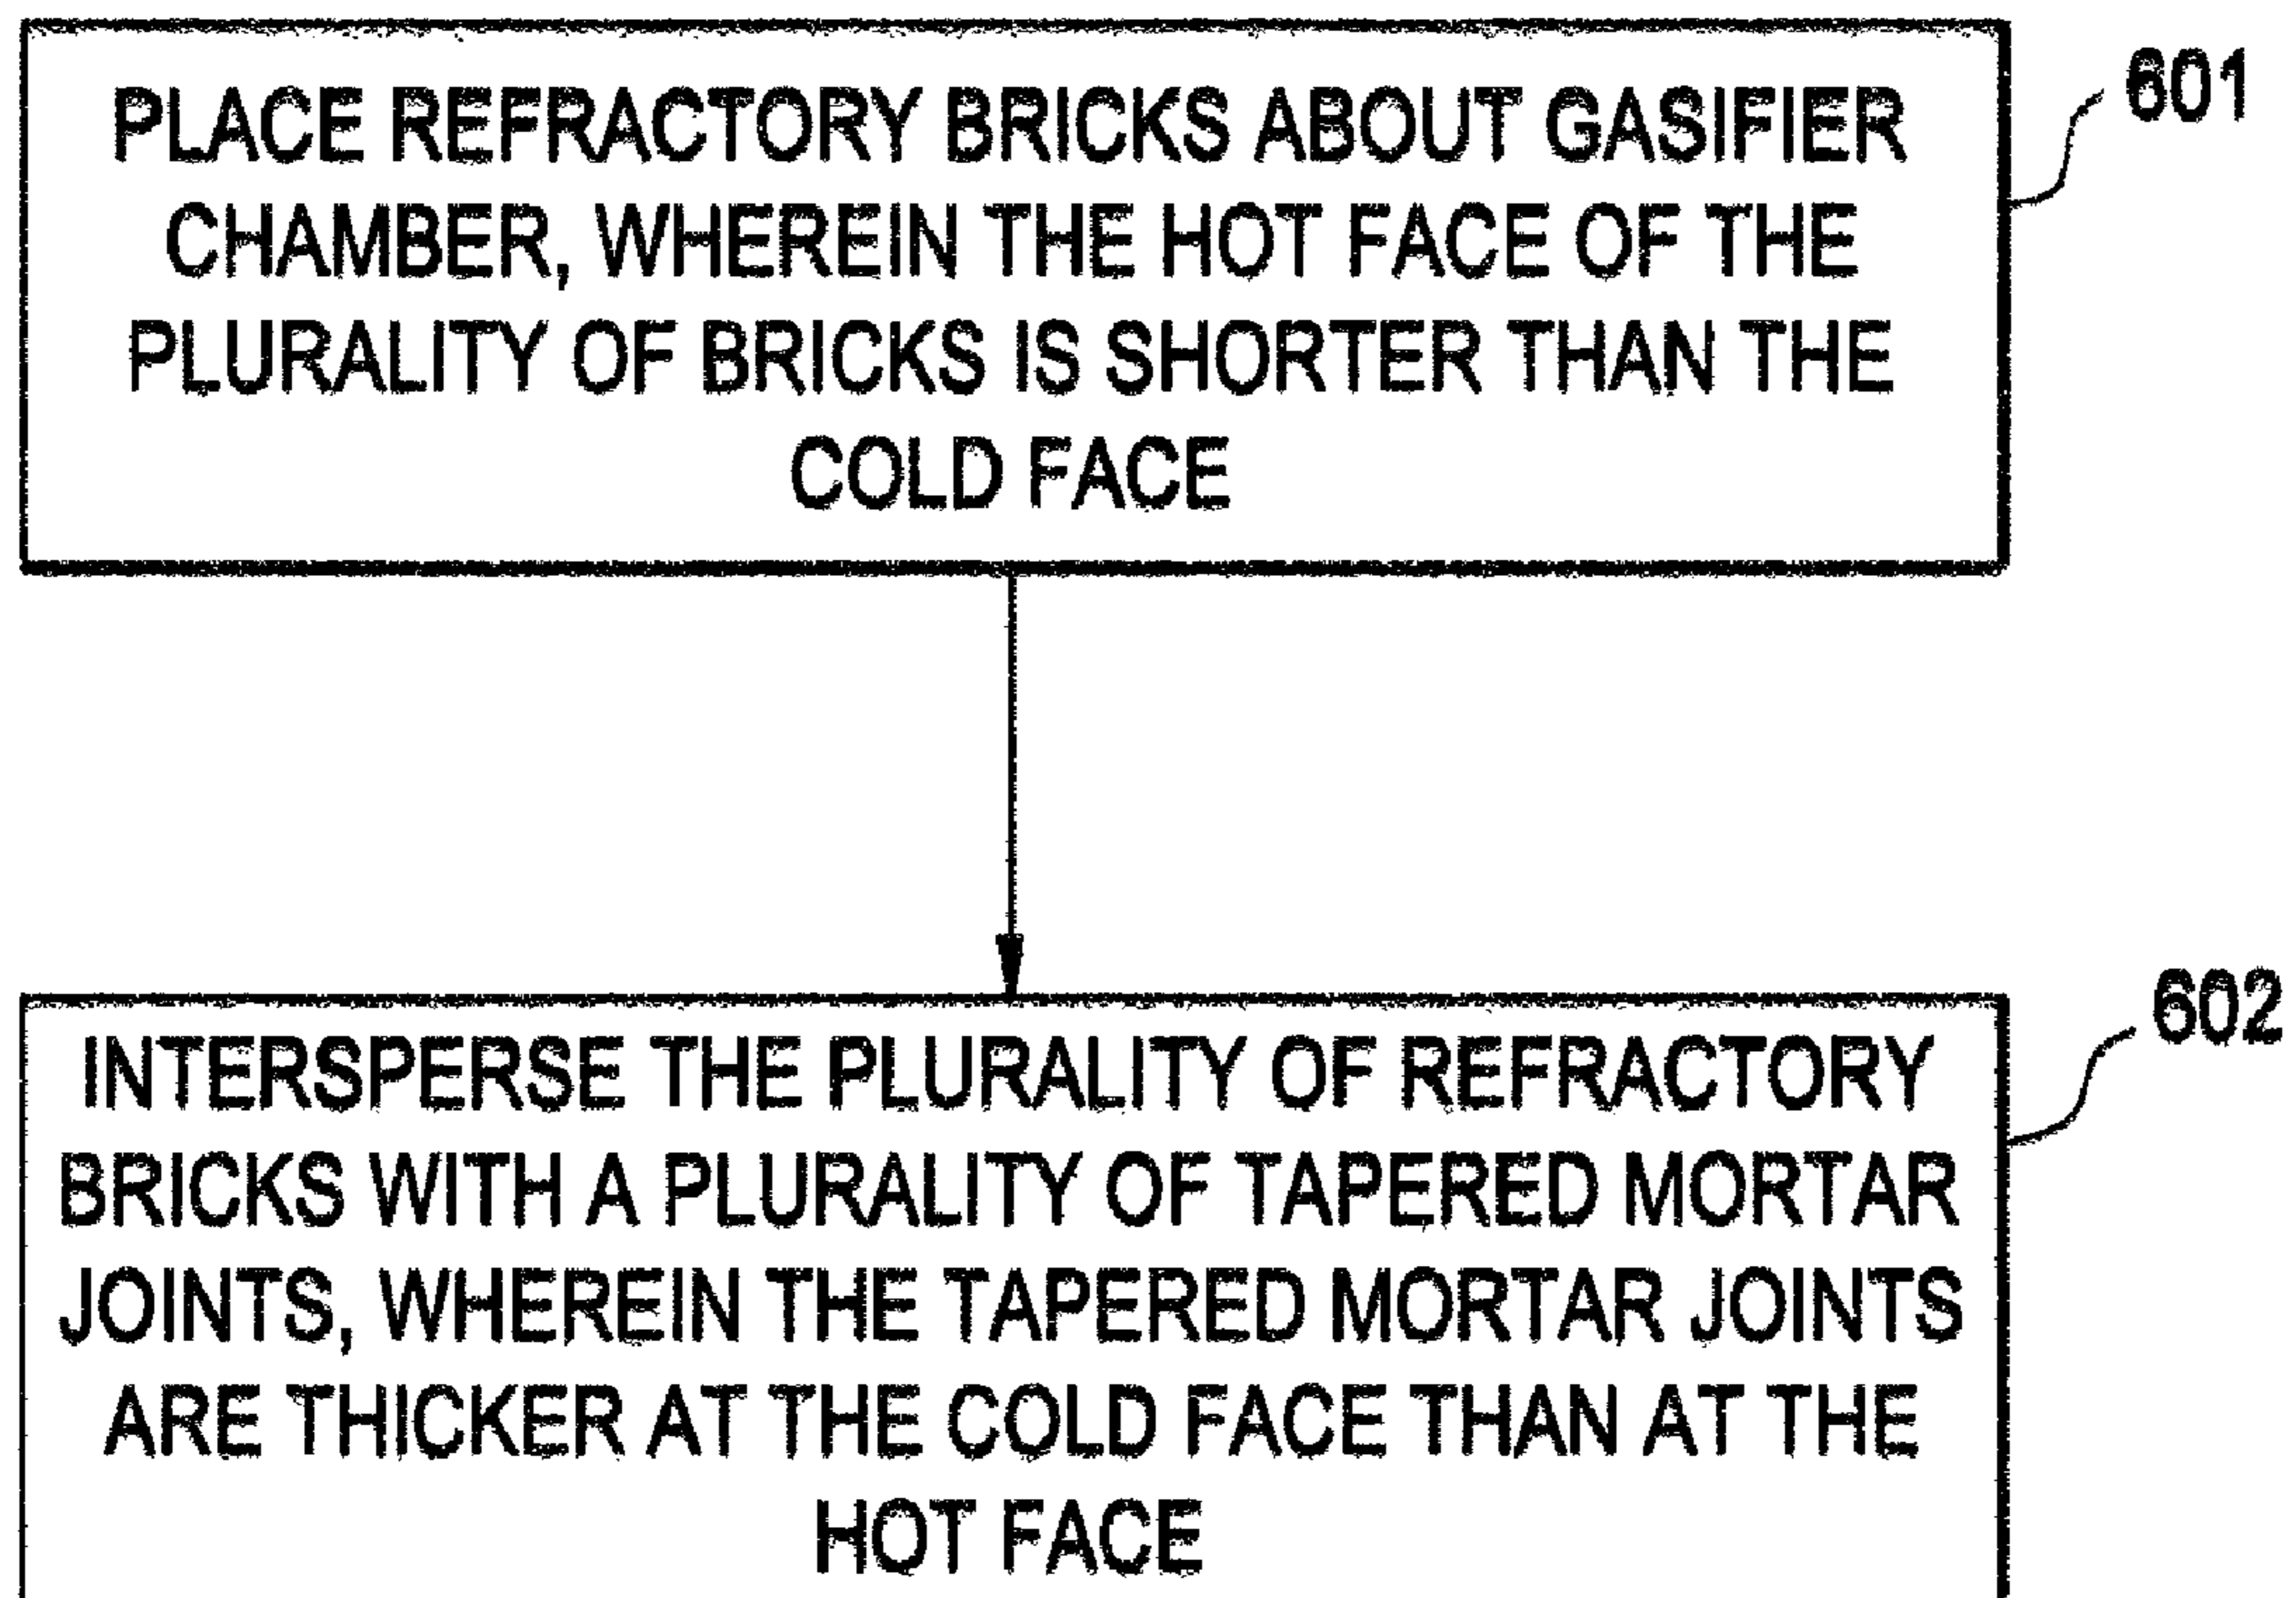 PLACE REFRACTORY BRICKS ABOUT GASIFIER
CHAMBER, WHEREIN THE HOT FACE OF THE
PLURALITY OF BRICKS IS SHORTER THAN THE
COLD FACE
601
INTERSPERSE THE PLURALITY OF REFRACTORY
BRICKS WITH A PLURALITY OF TAPERED MORTAR
JOINTS, WHEREIN THE TAPERED MORTAR JOINTS
ARE THICKER AT THE COLD FACE THAN AT THE
HOT FACE
602